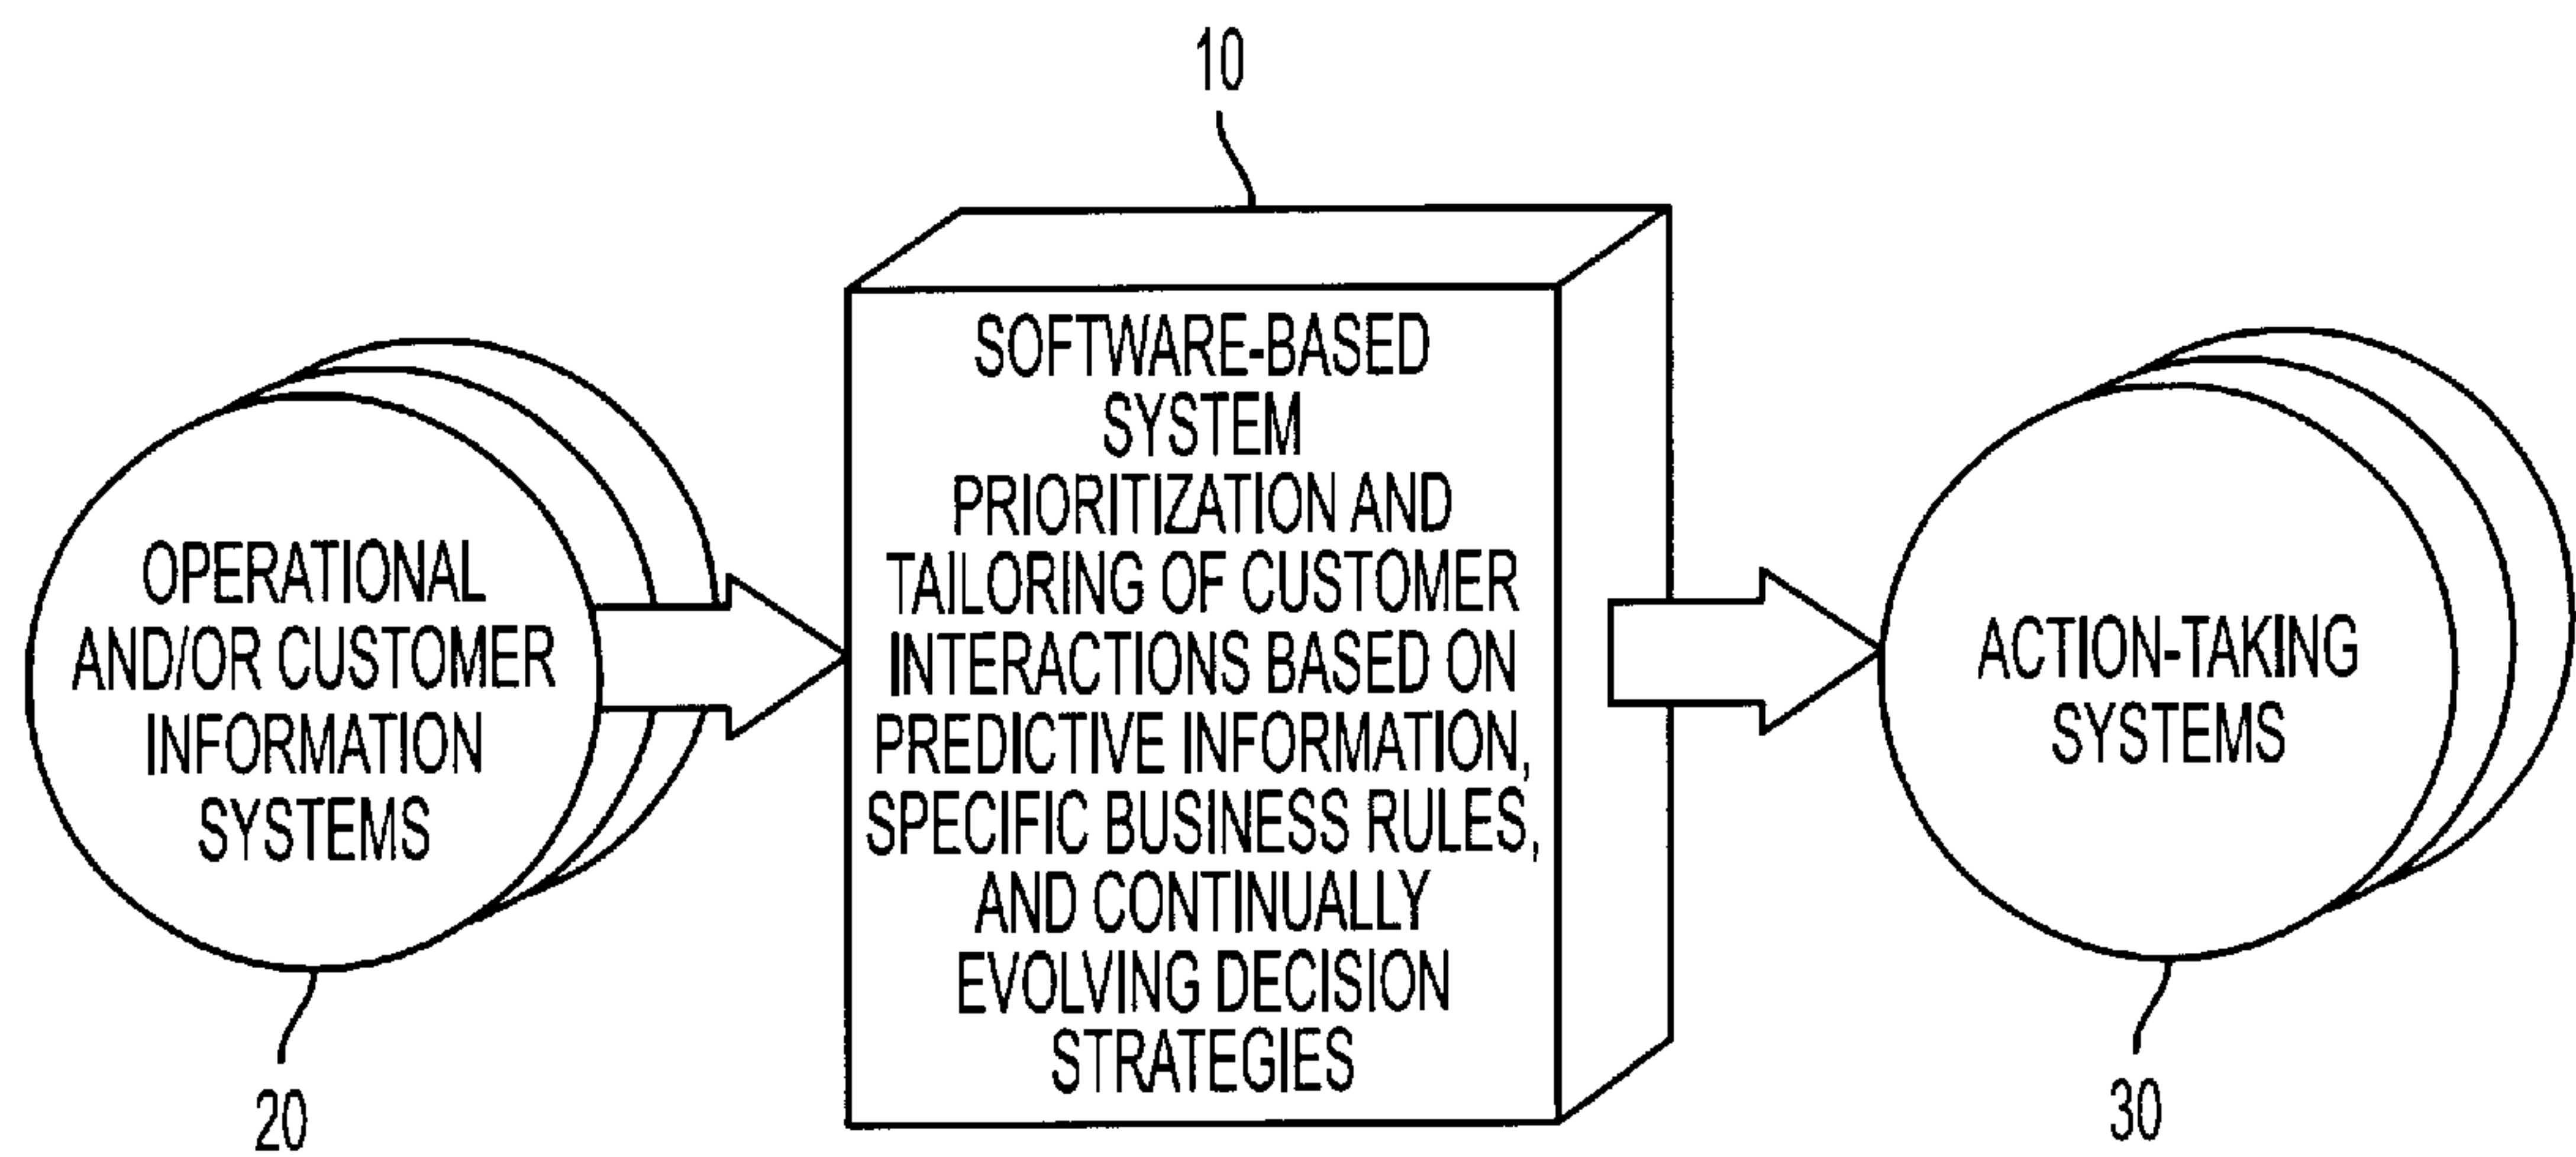 10
OPERATIONAL
AND/OR CUSTOMER
INFORMATION
SYSTEMS
20
SOFTWARE-BASED
SYSTEM
PRIORITIZATION AND
TAILORING OF CUSTOMER
INTERACTIONS BASED ON
PREDICTIVE INFORMATION,
SPECIFIC BUSINESS RULES,
AND CONTINUALLY
EVOLVING DECISION
STRATEGIES
ACTION-TAKING
SYSTEMS
30